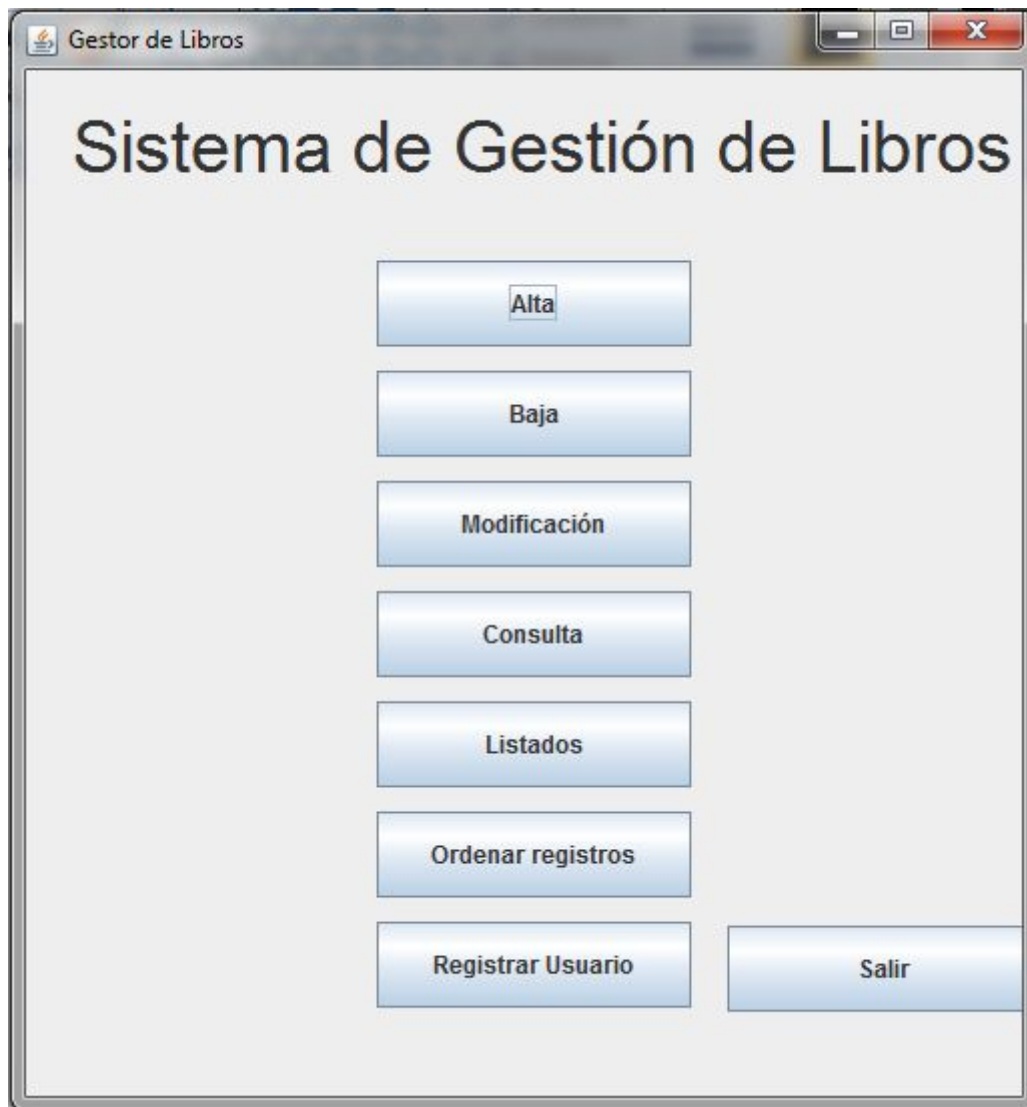 Gestor de Libros
Sistema de Gestión de Libros
Alta
Baja
Modificación
Consulta
Listados
Ordenar registros
Registrar Usuario
Salir